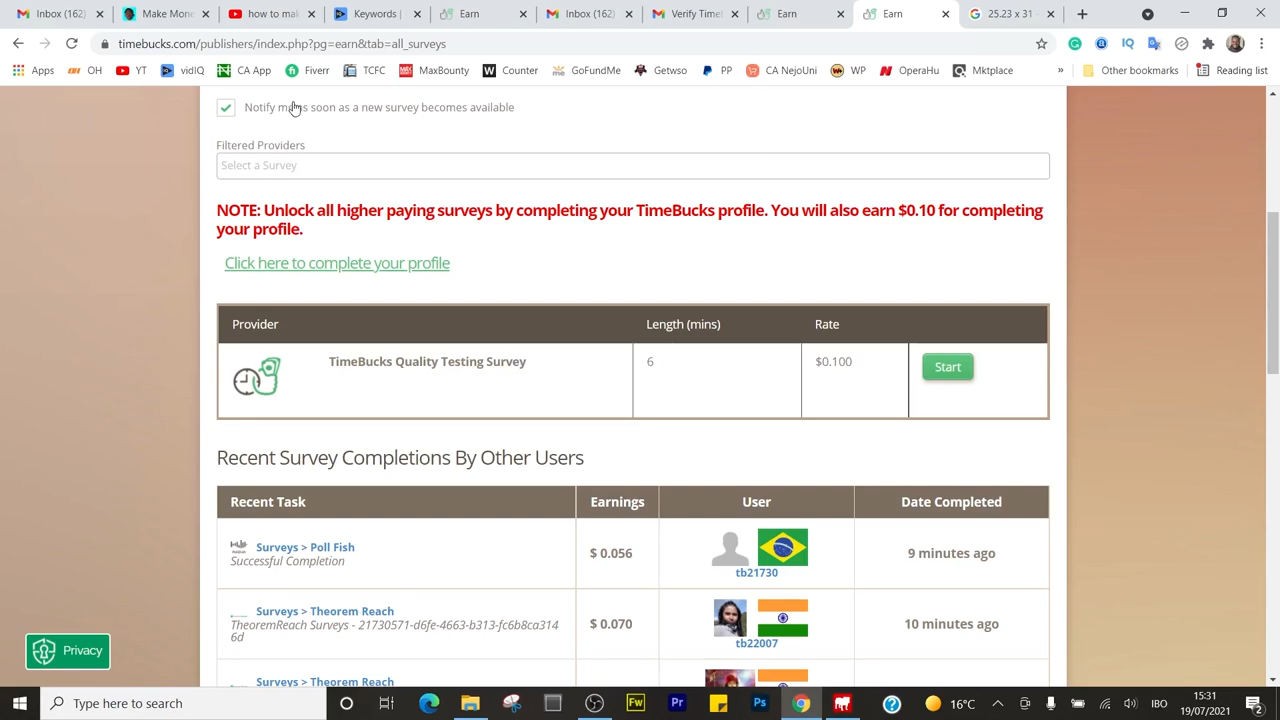 Inbox (162)
Make Mone
how to mak
Keywords |
Earn
Inbox (162)
Verify Time
Earn
Earn
25.23 x 31 -
timebucks.com/publishers/index.php?pg=earn&tab=all_surveys
Apps OH YT vidIQ CA App Fiverr TCFC MaxBounty Counter GoFundMe Getwso PP CA NejoUni WP OperaHu Mktplace » Other bookmarks Reading list
Notify me as soon as a new survey becomes available
Filtered Providers
Select a Survey
NOTE: Unlock all higher paying surveys by completing your TimeBucks profile. You will also earn $0.10 for completing
your profile.
Click here to complete your profile
Provider Length (mins) Rate
TimeBucks Quality Testing Survey 6 $0.100 Start
Recent Survey Completions By Other Users
Recent Task Earnings User Date Completed
Surveys > Poll Fish
Successful Completion
$ 0.056
tb21730
9 minutes ago
Surveys > Theorem Reach
TheoremReach Surveys - 21730571-d6fe-4663-b313-fc6b8ca314
6d
$ 0.070
tb22007
10 minutes ago
Surveys > Theorem Reach
Privacy
Type here to search
Fw Pr Ps
16°C
IBO
15:31
19/07/2021
2